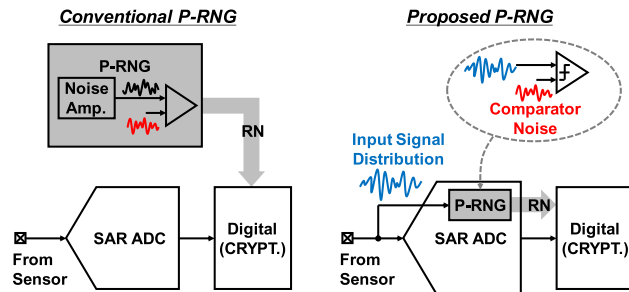 Conventional P-RNG
P-RNG
Noise
Amp.
RN
SAR ADC
Digital
(CRYPT.)
From
Sensor
Proposed P-RNG
Comparator
Noise
Input Signal
Distribution
P-RNG
RN
SAR ADC
Digital
(CRYPT.)
From
Sensor